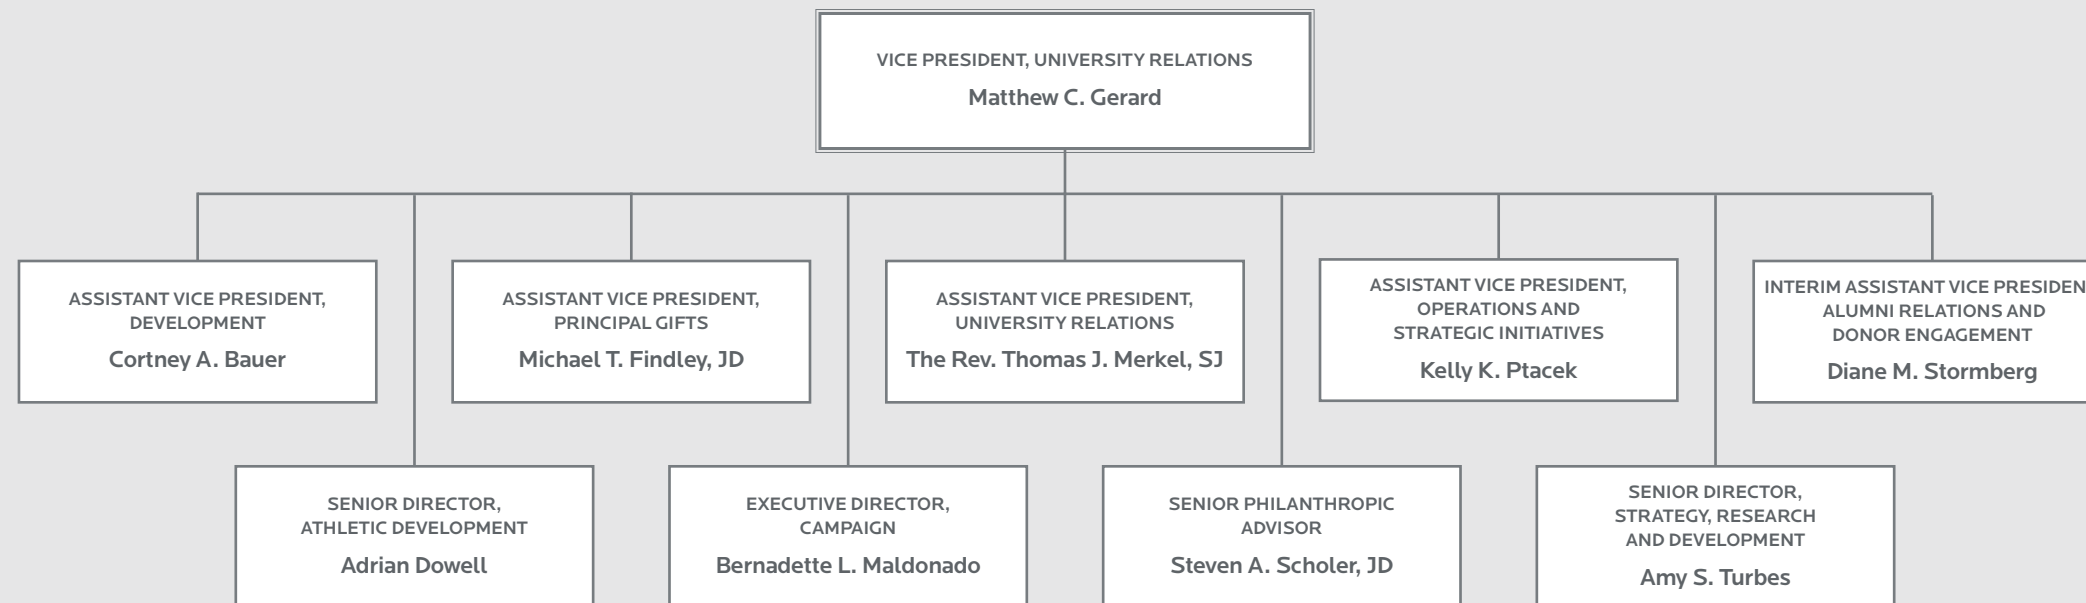 VICE PRESIDENT, UNIVERSITY RELATIONS
Matthew C. Gerard
ASSISTANT VICE PRESIDENT,
DEVELOPMENT
Cortney A. Bauer
ASSISTANT VICE PRESIDENT,
PRINCIPAL GIFTS
Michael T. Findley, JD
ASSISTANT VICE PRESIDENT,
UNIVERSITY RELATIONS
The Rev. Thomas J. Merkel, SJ
ASSISTANT VICE PRESIDENT,
OPERATIONS AND
STRATEGIC INITIATIVES
Kelly K. Ptacek
INTERIM ASSISTANT VICE PRESIDEN
ALUMNI RELATIONS AND
DONOR ENGAGEMENT
Diane M. Stormberg
SENIOR DIRECTOR,
ATHLETIC DEVELOPMENT
Adrian Dowell
EXECUTIVE DIRECTOR,
CAMPAIGN
Bernadette L. Maldonado
SENIOR PHILANTHROPIC
ADVISOR
Steven A. Scholer, JD
SENIOR DIRECTOR,
STRATEGY, RESEARCH
AND DEVELOPMENT
Amy S. Turbes